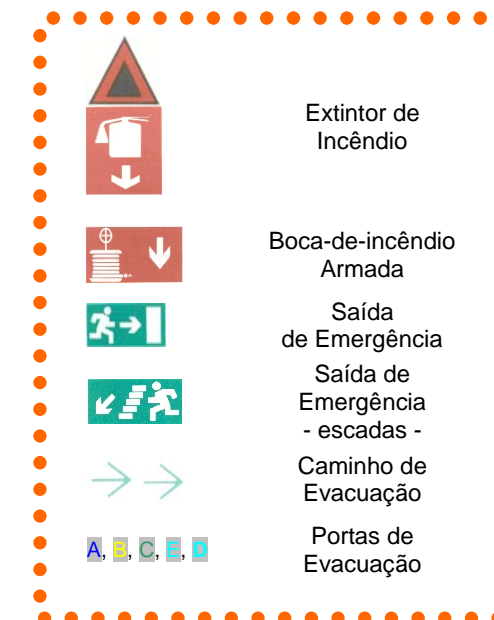 Extintor de
Incêndio
Boca-de-incêndio
Armada
Saída
de Emergência
Saída de
Emergência
- escadas -
Caminho de
Evacuação
A, B, C, E, D
Portas de
Evacuação